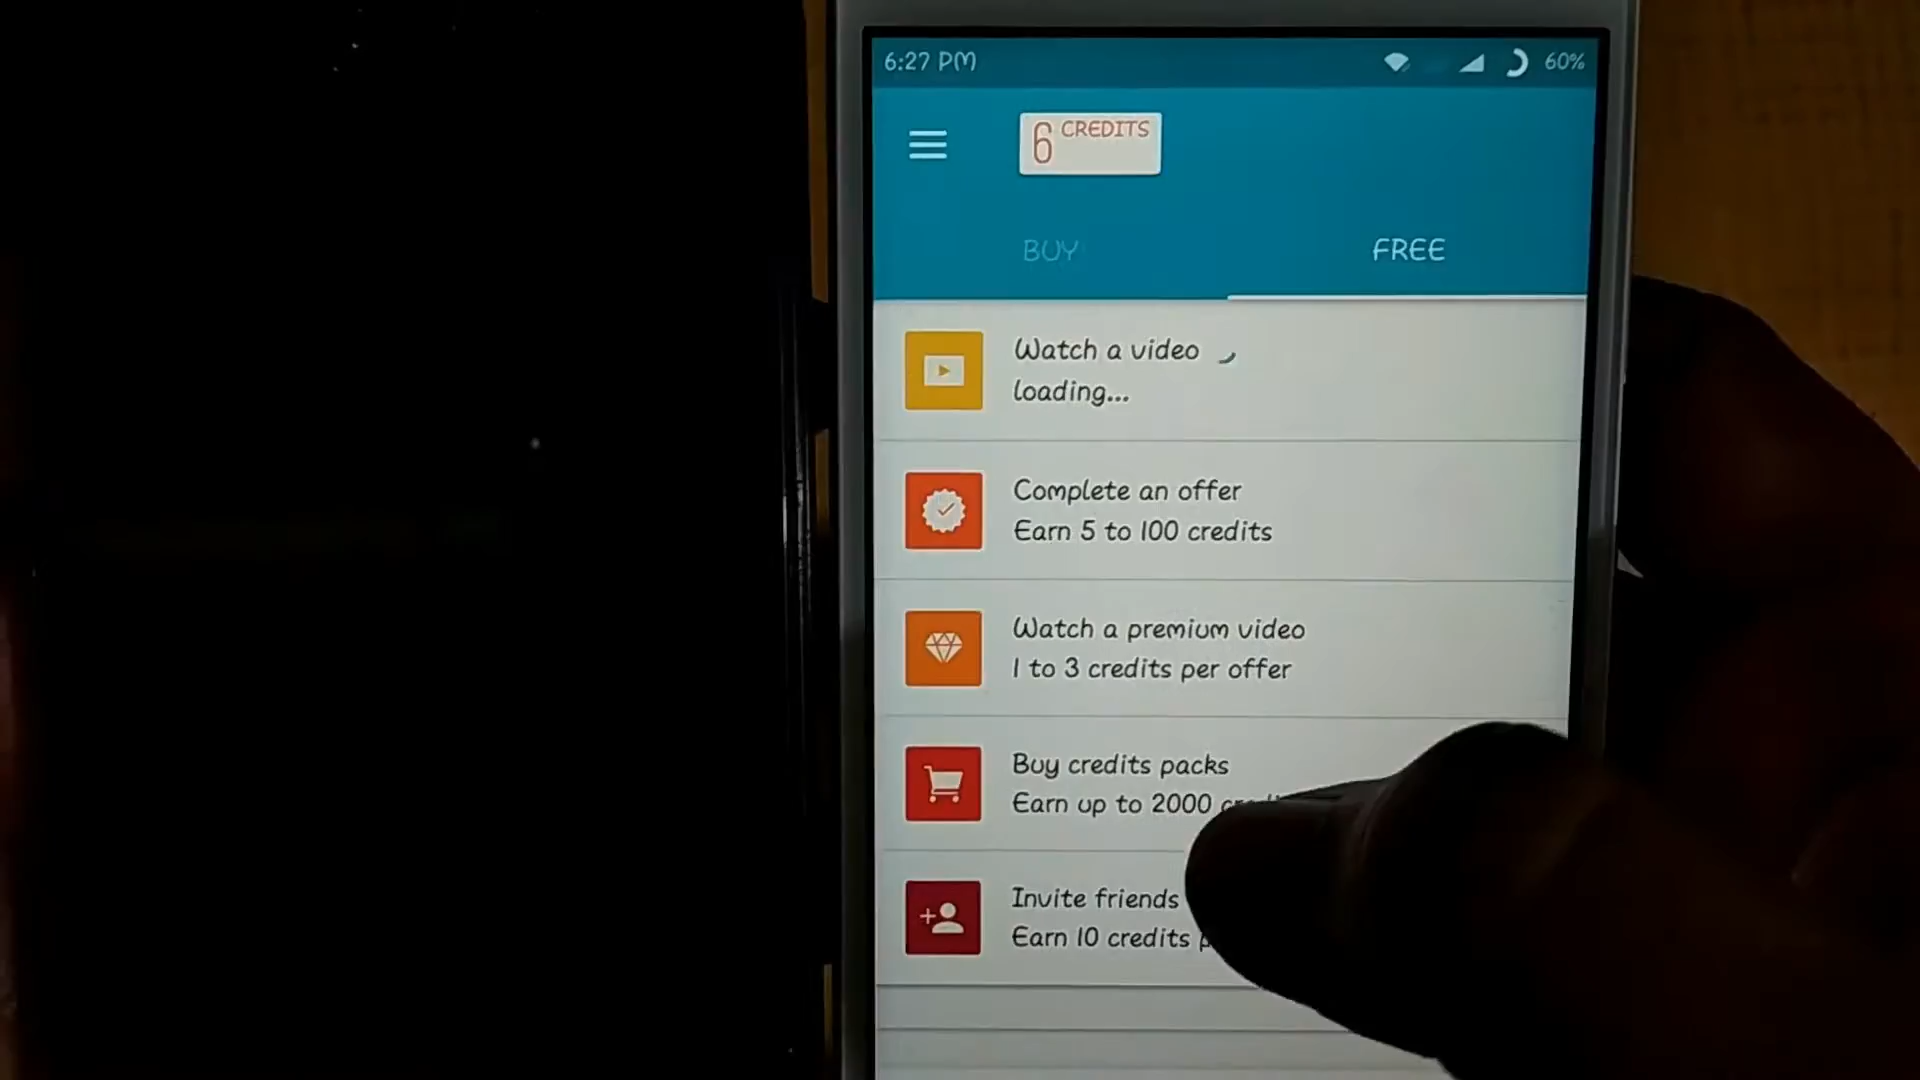 6:27 PM
60%
6 CREDITS
BUY
FREE
Watch a video
loading...
Complete an offer
Earn 5 to 100 credits
Watch a premium video
1 to 3 credits per offer
Buy credits packs
Earn up to 2000
Invite friends
Earn 10 credits